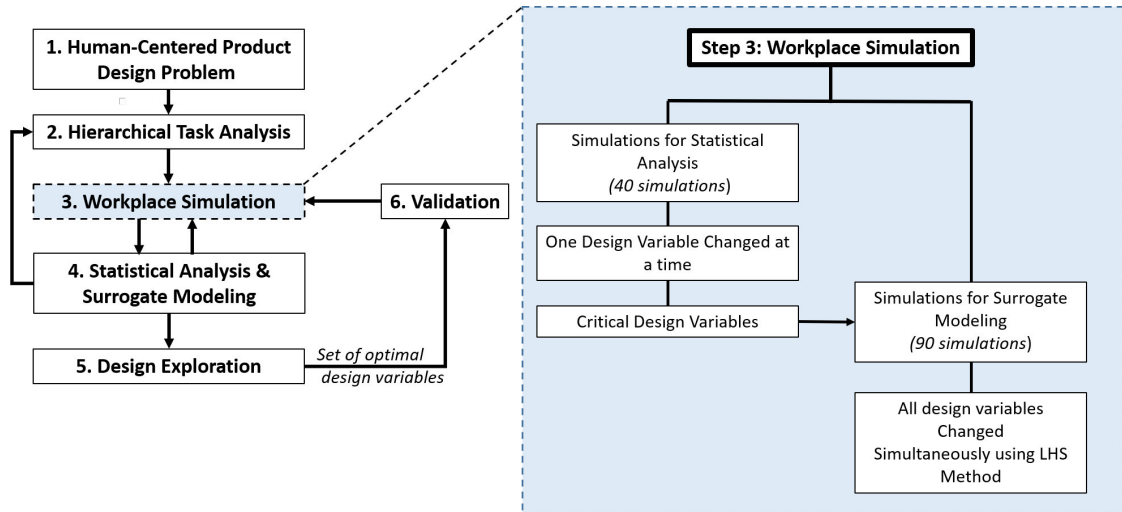 1. Human-Centered Product
Design Problem
2. Hierarchical Task Analysis
3. Workplace Simulation
6. Validation
4. Statistical Analysis &
Surrogate Modeling
5. Design Exploration
Set of optimal
design variables
Step 3: Workplace Simulation
Simulations for Statistical
Analysis
(40 simulations)
One Design Variable Changed at
a time
Critical Design Variables
Simulations for Surrogate
Modeling
(90 simulations)
All design variables
Changed
Simultaneously using LHS
Method